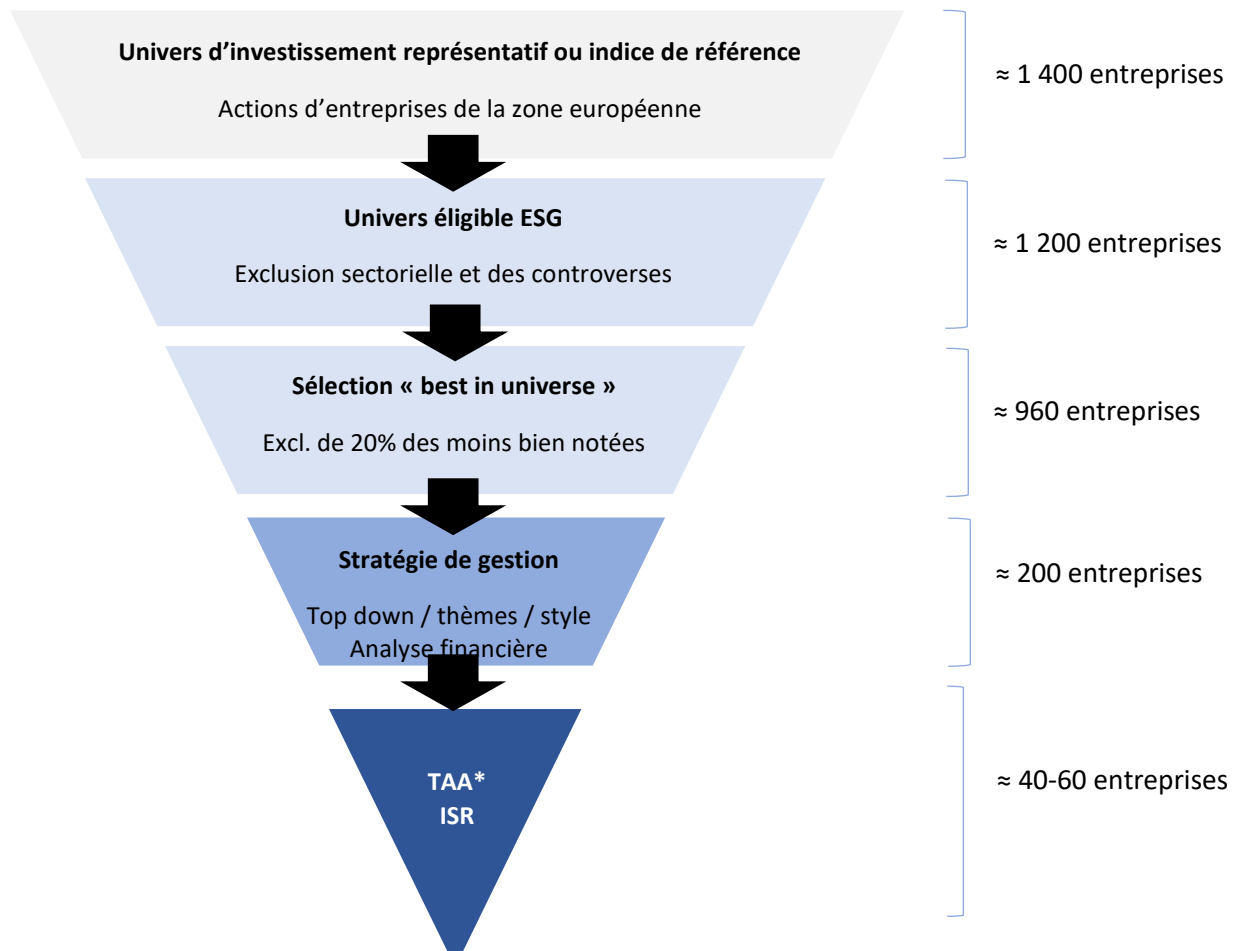 Univers d’investissement représentatif ou indice de référence
Actions d’entreprises de la zone européenne
≈ 1 400 entreprises
Univers éligible ESG
Exclusion sectorielle et des controverses
≈ 1 200 entreprises
Sélection « best in universe »
Excl. de 20% des moins bien notées
≈ 960 entreprises
Stratégie de gestion
Top down / thèmes / style
Analyse financière
≈ 200 entreprises
TAA*
ISR
≈ 40-60 entreprises